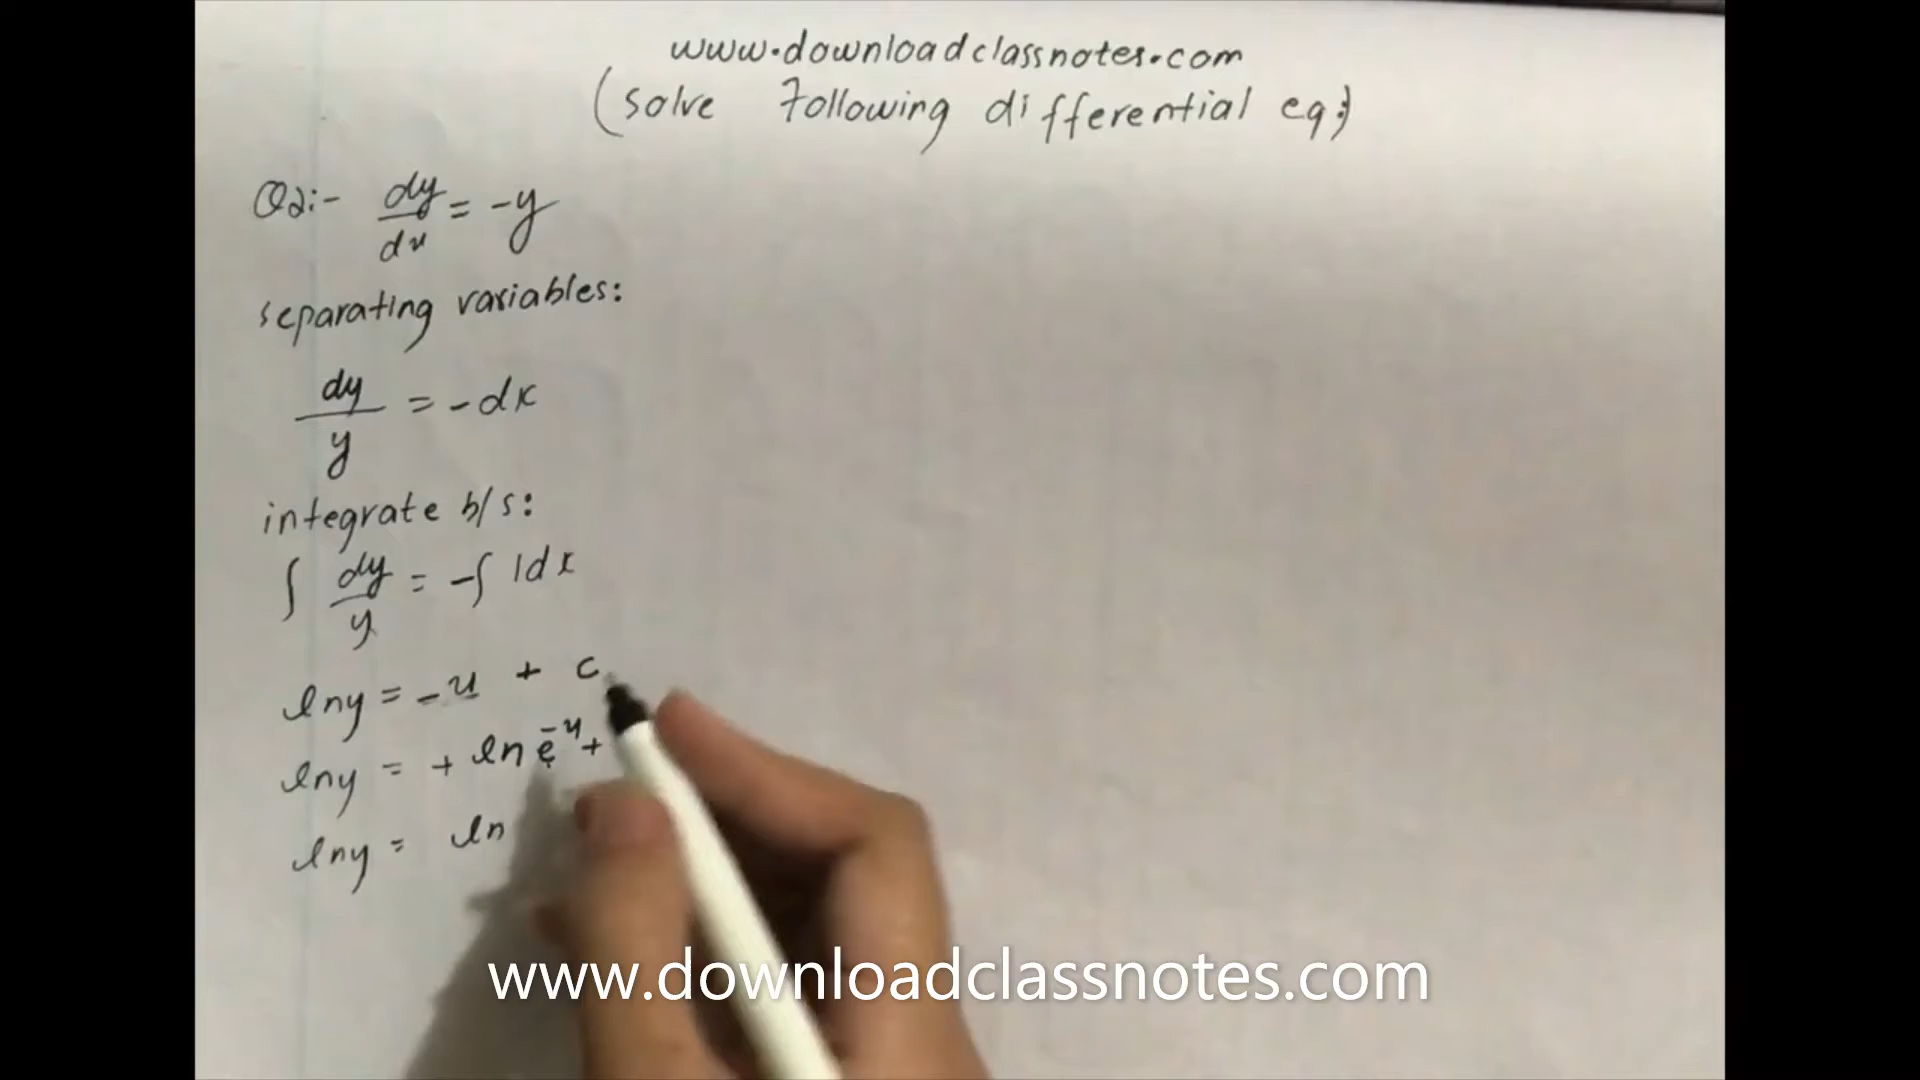 www.downloadclassnotes.com
(solve Following differential eq:)
Q2:- dy/dx = -y
separating variables:
dy/y = -dx
integrate b/s:
∫ dy/y = -∫ 1dx
lny = -x + c
lny = + ln e^-x +
lny = ln
www.downloadclassnotes.com